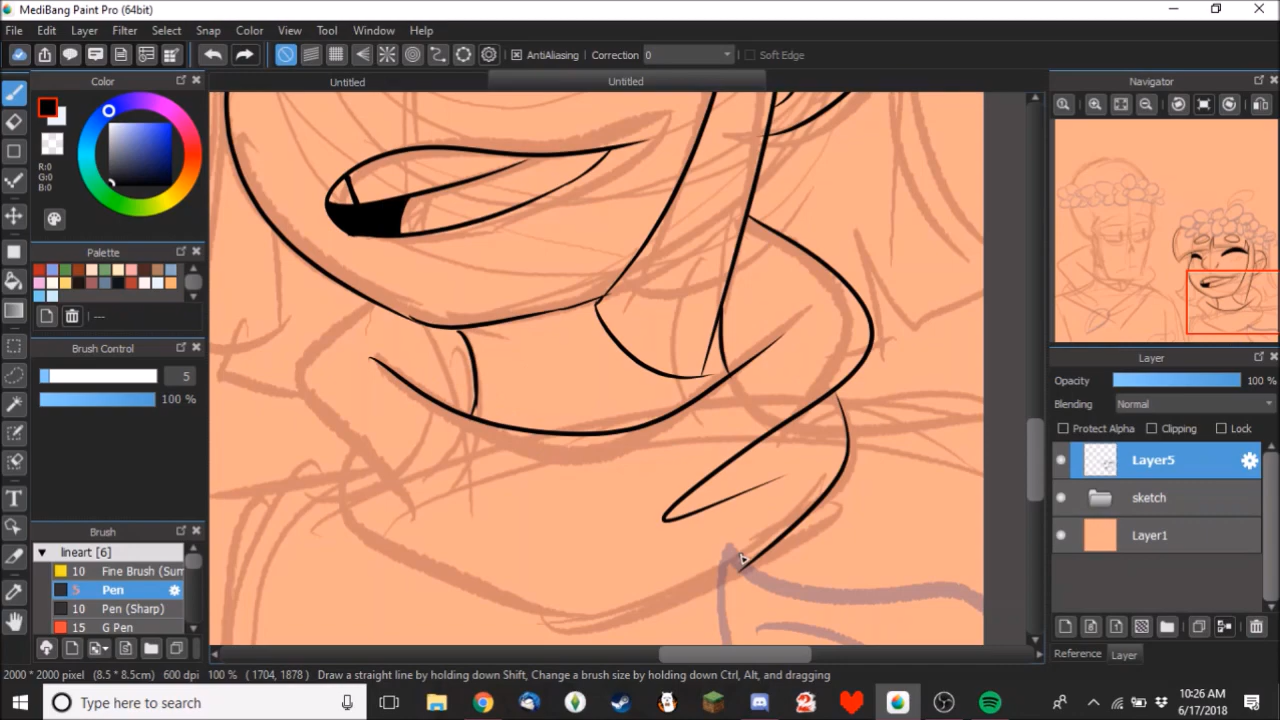 MediBang Paint Pro (64bit)
File Edit Layer Filter Select Snap Color View Tool Window Help
AntiAliasing Correction 0 Soft Edge
Color
Untitled
Untitled
Navigator
R:0
G:0
B:0
Palette
---
Brush Control
5
100 %
Layer
Opacity 100 %
Blending Normal
Protect Alpha Clipping Lock
Layer5
sketch
Layer1
Brush
lineart [6]
10 Fine Brush (Sum
5 Pen
10 Pen (Sharp)
15 G Pen
Reference Layer
2000 * 2000 pixel (8.5 * 8.5cm) 600 dpi 100 % (1704, 1878) Draw a straight line by holding down Shift, Change a brush size by holding down Ctrl, Alt, and dragging
Type here to search
10:26 AM
6/17/2018